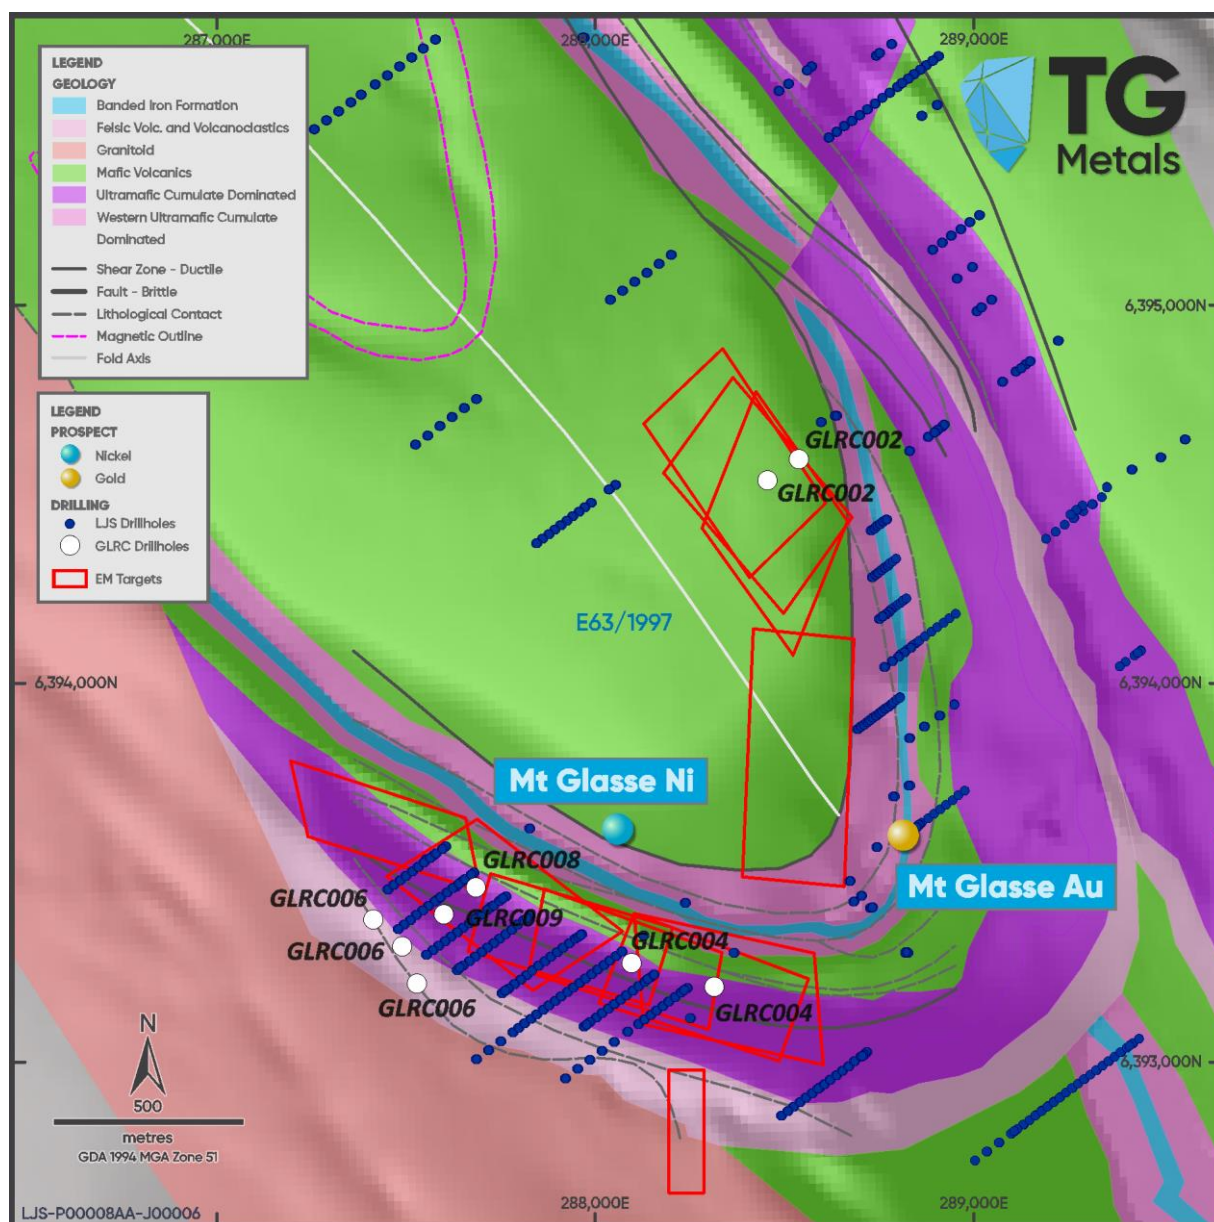 287,000E
288,000E
289,000E
LEGEND
GEOLOGY
Banded Iron Formation
Felsic Volc. and Volcanoclastics
Granitoid
Mafic Volcanics
Ultramafic Cumulate Dominated
Western Ultramafic Cumulate
Dominated
Shear Zone - Ductile
Fault - Brittle
Lithological Contact
Magnetic Outline
Fold Axis
TG
Metals
6,395,000N
LEGEND
PROSPECT
Nickel
Gold
DRILLING
LJS Drillholes
GLRC Drillholes
EM Targets
GLRC002
GLRC002
E63/1997
6,394,000N
6,394,000N
Mt Glasse Ni
Mt Glasse Au
GLRC008
GLRC006
GLRC009
GLRC006
GLRC004
GLRC006
GLRC004
N
500
metres
GDA 1994 MGA Zone 51
6,393,000N
LJS-P00008AA-J00006
288,000E
289,000E